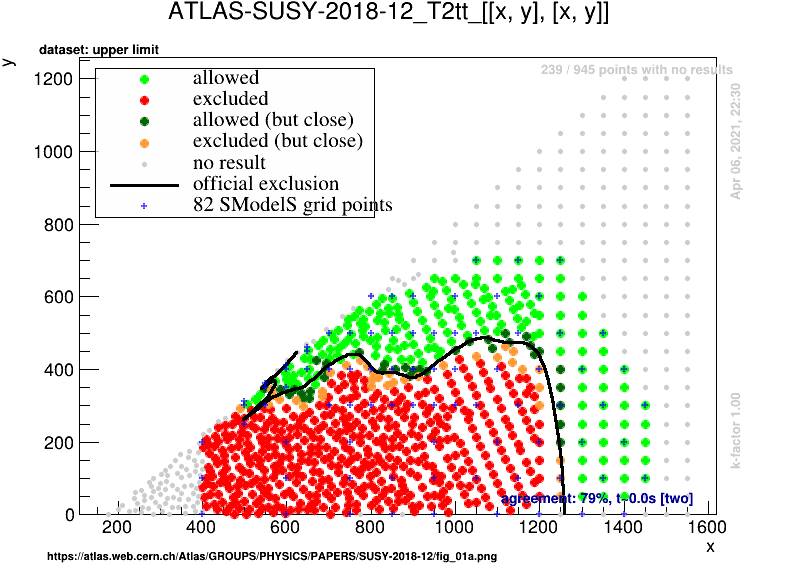 ATLAS-SUSY-2018-12_T2tt_[[x, y], [x, y]]
dataset: upper limit
y
239 / 945 points with no results
allowed
excluded
allowed (but close)
excluded (but close)
no result
official exclusion
82 SModelS grid points
Apr 06, 2021, 22:30
k-factor 1.00
1200
1000
800
600
400
200
0
agreement: 79%, t=0.0s [two]
200 400 600 800 1000 1200 1400 1600
x
https://atlas.web.cern.ch/Atlas/GROUPS/PHYSICS/PAPERS/SUSY-2018-12/fig_01a.png